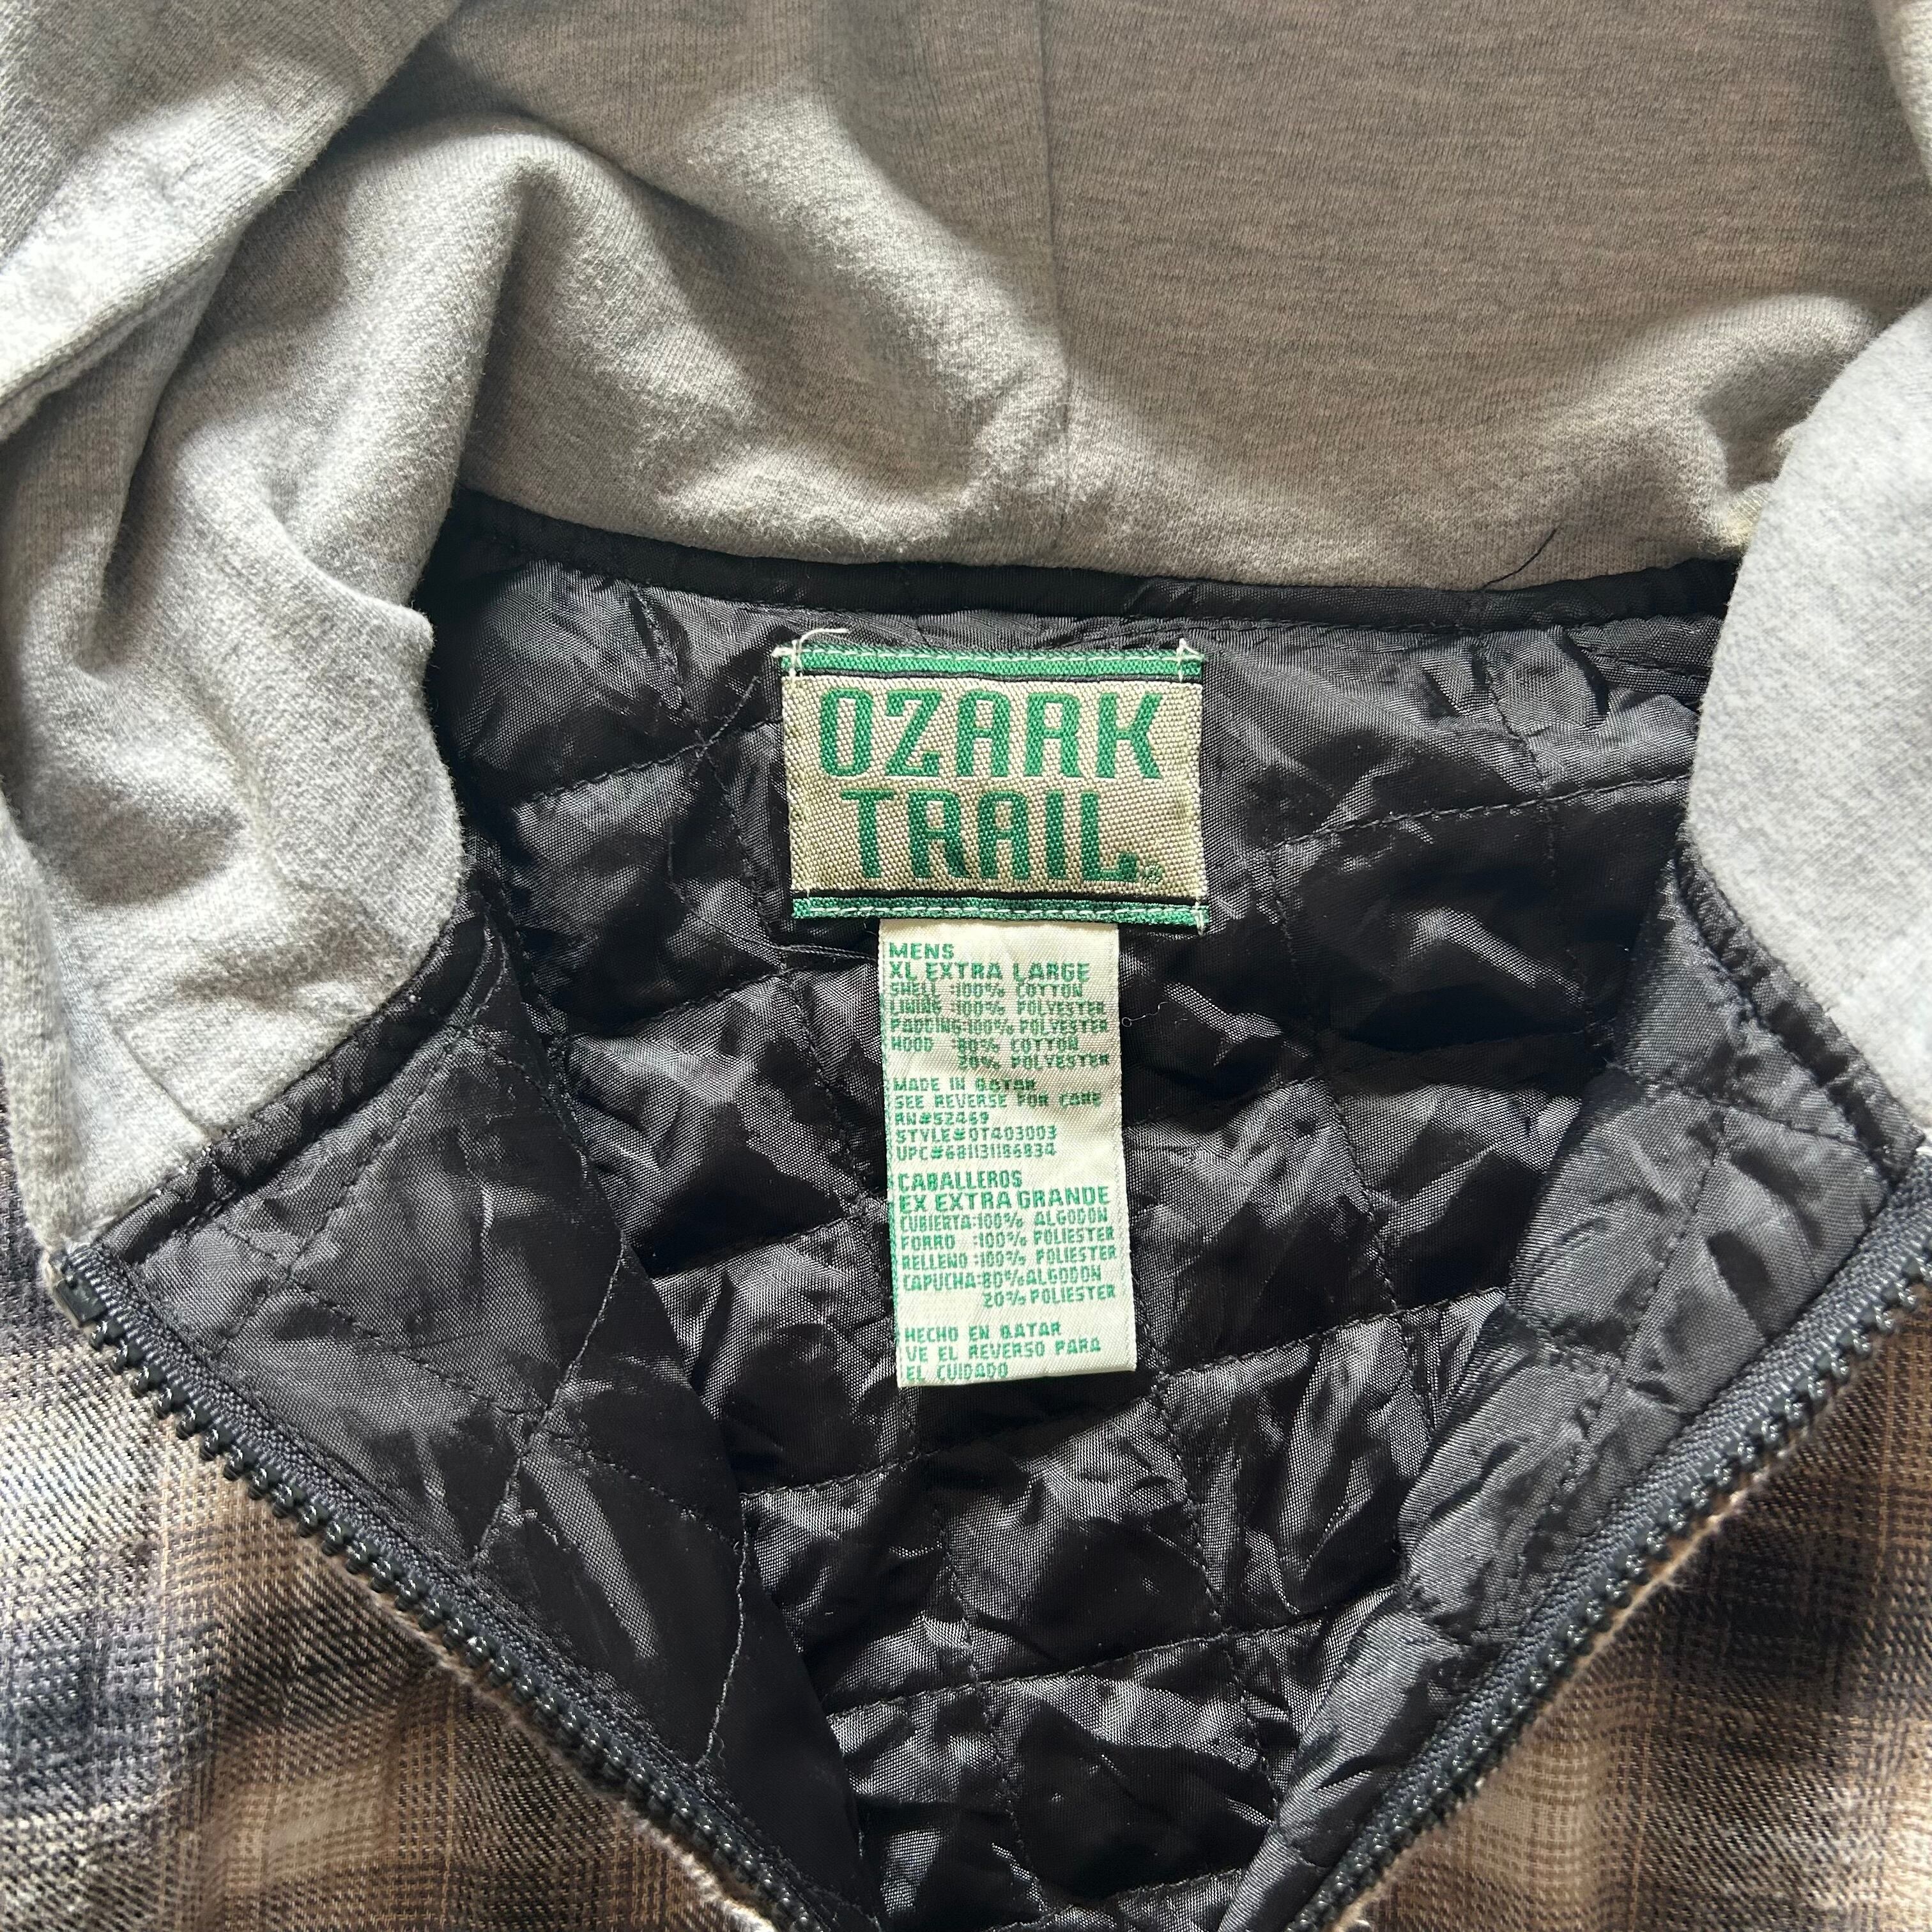 OZARK
TRAIL®
MENS
XL EXTRA LARGE
SHELL :100% COTTON
LINING :100% POLYESTER
PADDING:100% POLYESTER
HOOD :80% COTTON
20% POLYESTER
MADE IN QATAR
SEE REVERSE FOR CARE
RN#52469
STYLE#OT403003
UPC#681131186834
CABALLEROS
EX EXTRA GRANDE
CUBIERTA:100% ALGODON
FORRO :100% POLIESTER
RELLENO :100% POLIESTER
CAPUCHA:80%ALGODON
20% POLIESTER
HECHO EN QATAR
VE EL REVERSO PARA
EL CUIDADO